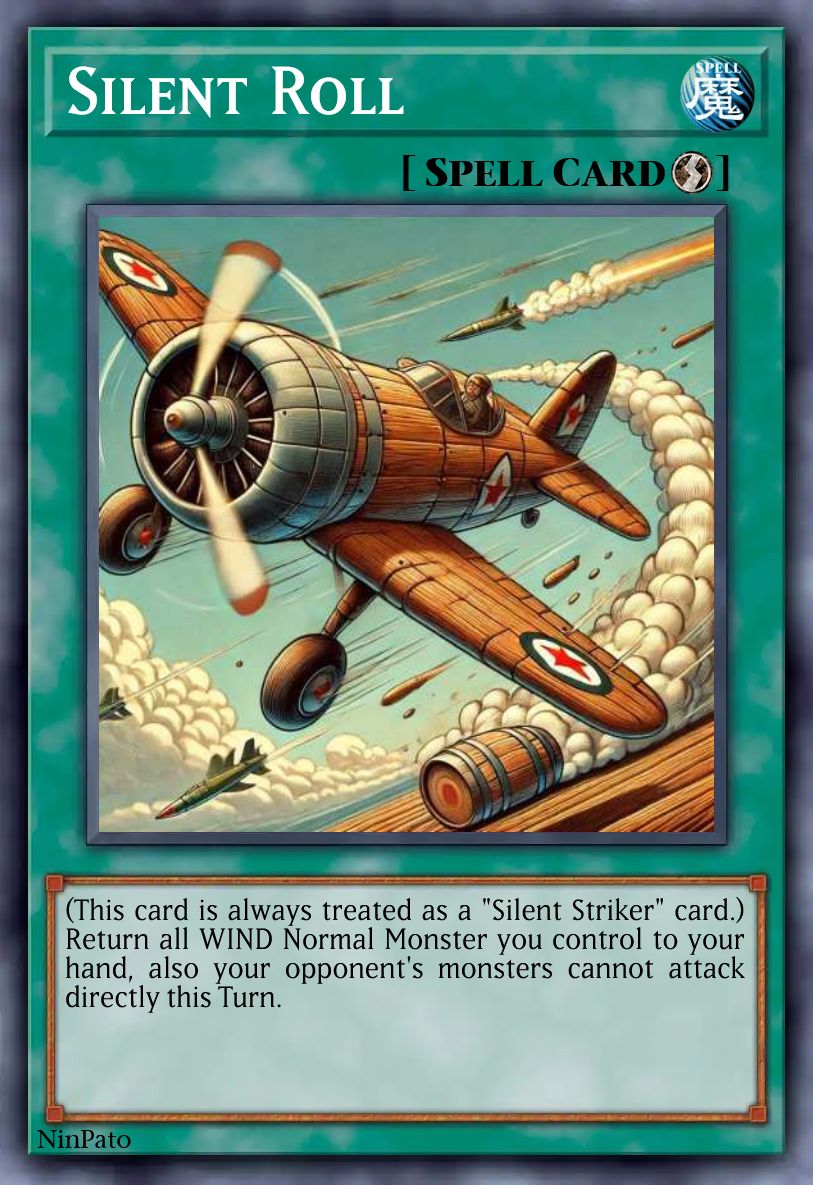 Silent Roll
SPELL
魔
[ Spell Card ]
(This card is always treated as a "Silent Striker" card.)
Return all WIND Normal Monster you control to your
hand, also your opponent's monsters cannot attack
directly this Turn.
NinPato